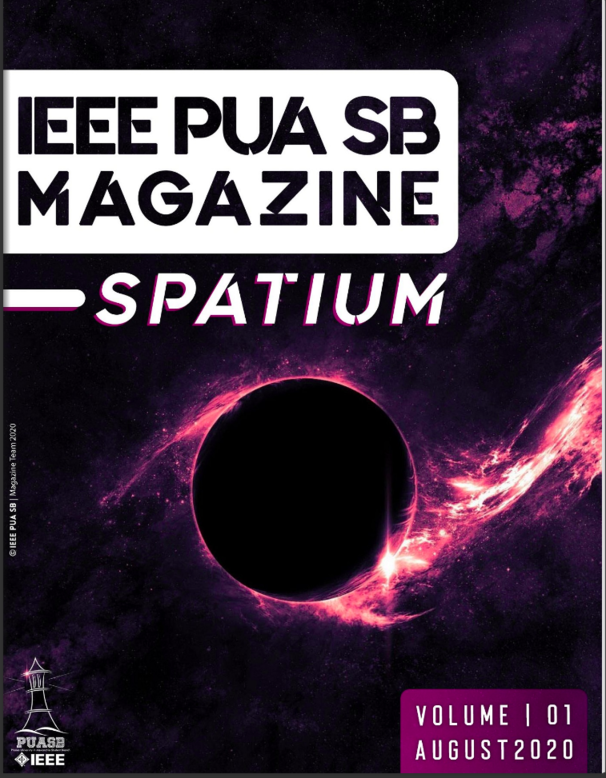 IEEE PUA SB
MAGAZINE
SPATIUM
© IEEE PUA SB | Magazine Team 2020
PUASB
IEEE
VOLUME | 01
AUGUST2020